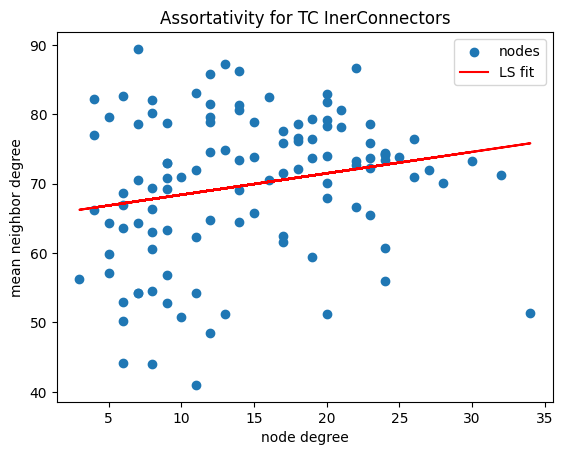 Assortativity for TC InerConnectors
nodes
LS fit
mean neighbor degree
90
80
70
60
50
40
5
10
15
20
25
30
35
node degree